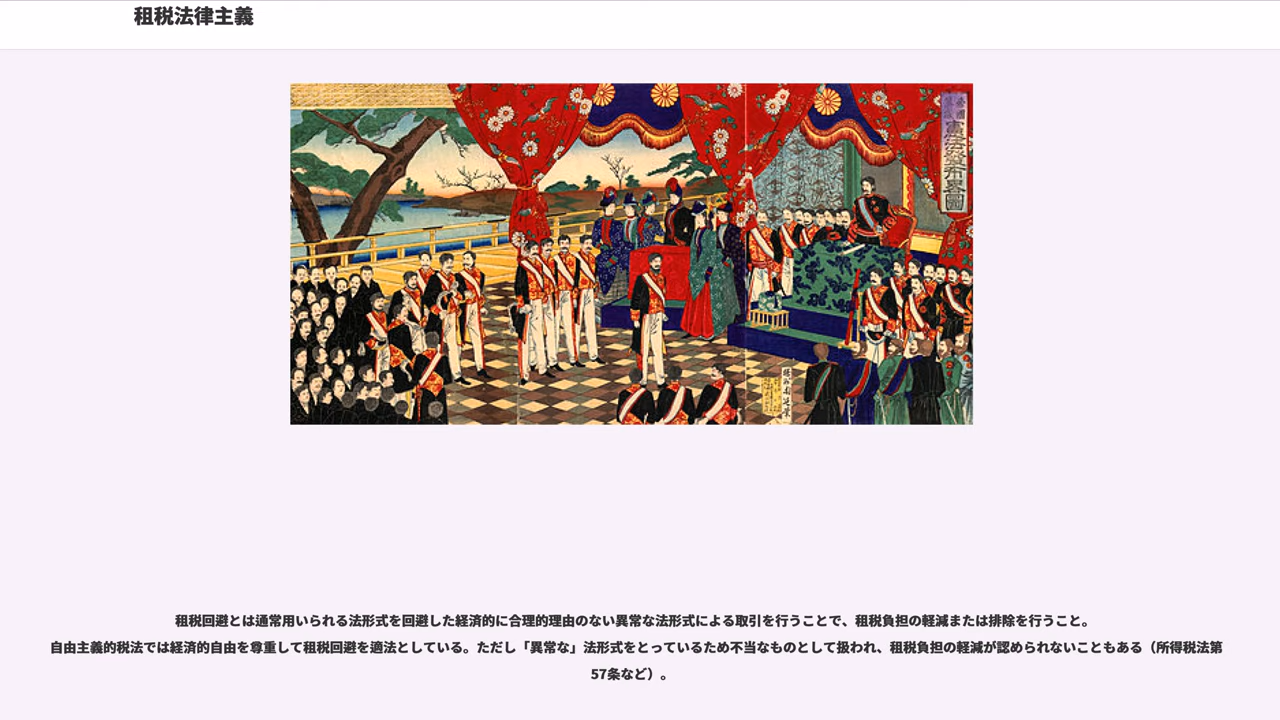 租税法律主義
憲法発布畧図
租税回避とは通常用いられる法形式を回避した経済的に合理的理由のない異常な法形式による取引を行うことで、租税負担の軽減または排除を行うこと。
自由主義的税法では経済的自由を尊重して租税回避を適法としている。ただし「異常な」法形式をとっているため不当なものとして扱われ、租税負担の軽減が認められないこともある（所得税法第
57条など）。